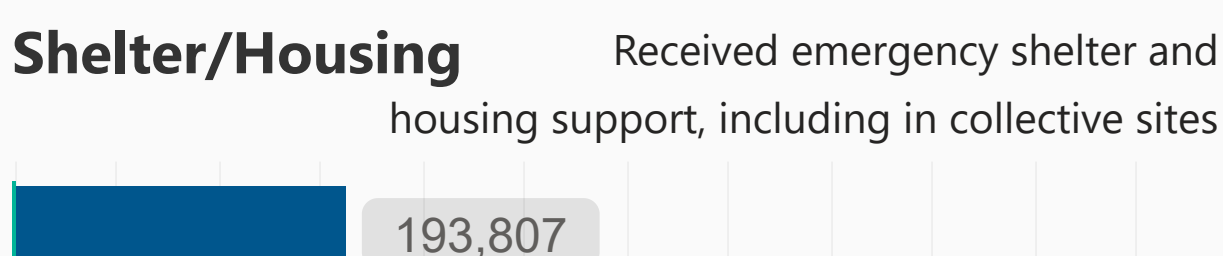 Shelter/Housing Received emergency shelter and
housing support, including in collective sites
193,807